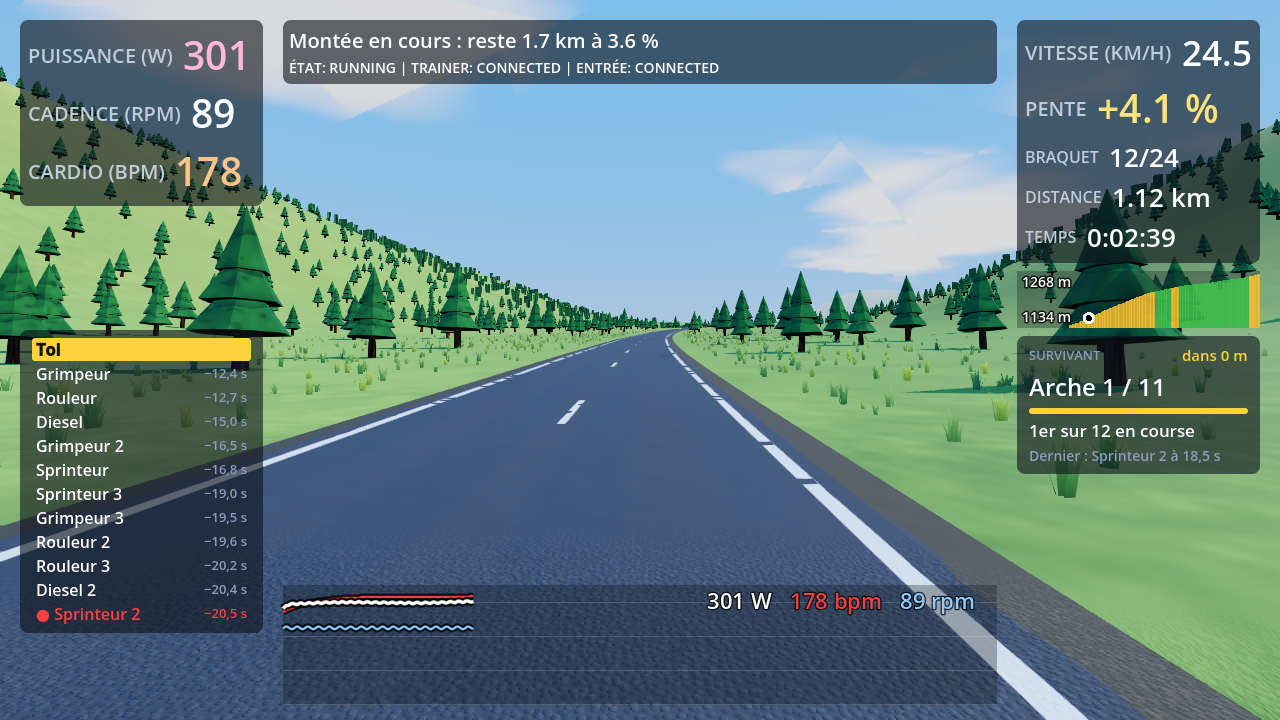 PUISSANCE (W) 301
CADENCE (RPM) 89
CARDIO (BPM) 178
Montée en cours : reste 1.7 km à 3.6 %
ÉTAT: RUNNING | TRAINER: CONNECTED | ENTRÉE: CONNECTED
VITESSE (KM/H) 24.5
PENTE +4.1 %
BRAQUET 12/24
DISTANCE 1.12 km
TEMPS 0:02:39
1268 m
1134 m
SURVIVANT dans 0 m
Arche 1 / 11
1er sur 12 en course
Dernier : Sprinteur 2 à 18,5 s
Toi
Grimpeur −12,4 s
Rouleur −12,7 s
Diesel −15,0 s
Grimpeur 2 −16,5 s
Sprinteur −16,8 s
Sprinteur 3 −19,0 s
Grimpeur 3 −19,5 s
Rouleur 2 −19,6 s
Rouleur 3 −20,2 s
Diesel 2 −20,4 s
Sprinteur 2 −20,5 s
301 W 178 bpm 89 rpm